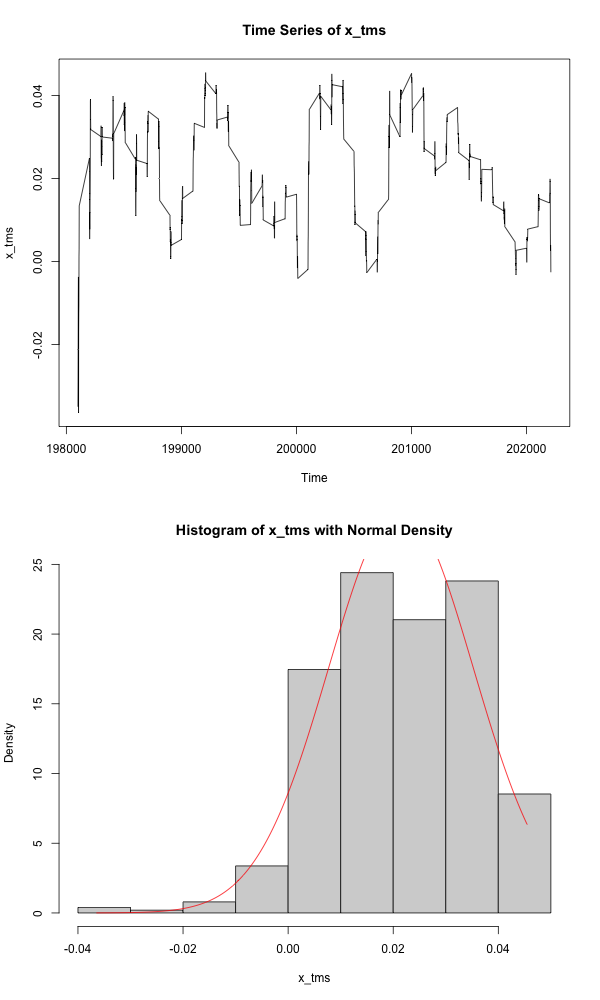 Time Series of x_tms
x_tms
0.04
0.02
0.00
-0.02
198000 199000 200000 201000 202000
Time
Histogram of x_tms with Normal Density
Density
25
20
15
10
5
0
-0.04 -0.02 0.00 0.02 0.04
x_tms